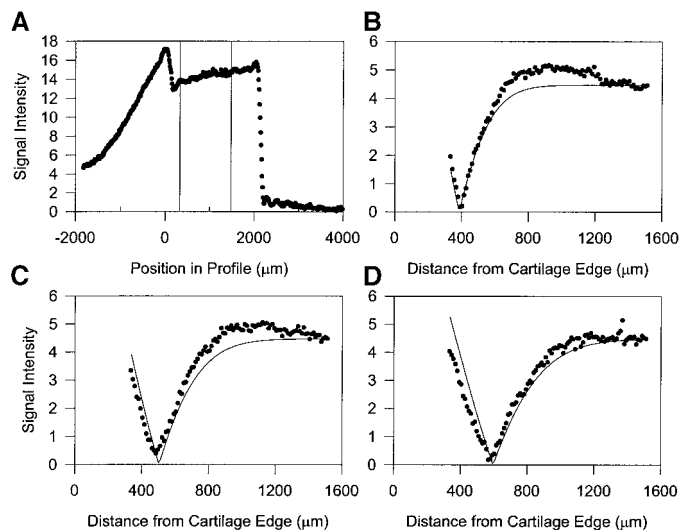 A
Signal Intensity
18
16
14
12
10
8
6
4
2
0
-2000 0 2000 4000
Position in Profile (μm)
B
6
5
4
3
2
1
0
0 400 800 1200 1600
Distance from Cartilage Edge (μm)
C
Signal Intensity
6
5
4
3
2
1
0
0 400 800 1200 1600
Distance from Cartilage Edge (μm)
D
6
5
4
3
2
1
0
0 400 800 1200 1600
Distance from Cartilage Edge (μm)